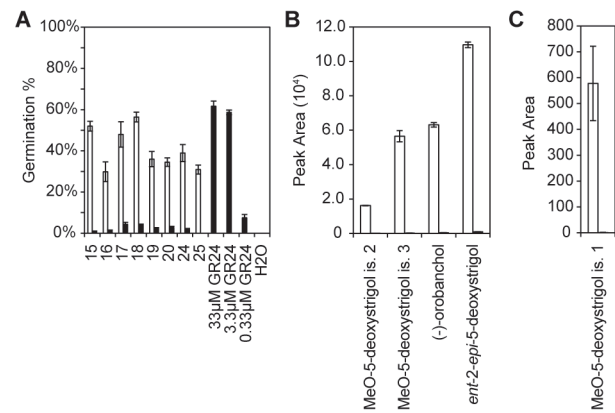 A
Germination %
100%
80%
60%
40%
20%
0%
15
16
17
18
19
20
24
25
33μM GR24
3.3μM GR24
0.33μM GR24
H2O
B
Peak Area (10⁴)
12.0
10.0
8.0
6.0
4.0
2.0
0
MeO-5-deoxystrigol is. 2
MeO-5-deoxystrigol is. 3
(-)-orobanchol
ent-2-epi-5-deoxystrigol
C
Peak Area
800
700
600
500
400
300
200
100
0
MeO-5-deoxystrigol is. 1